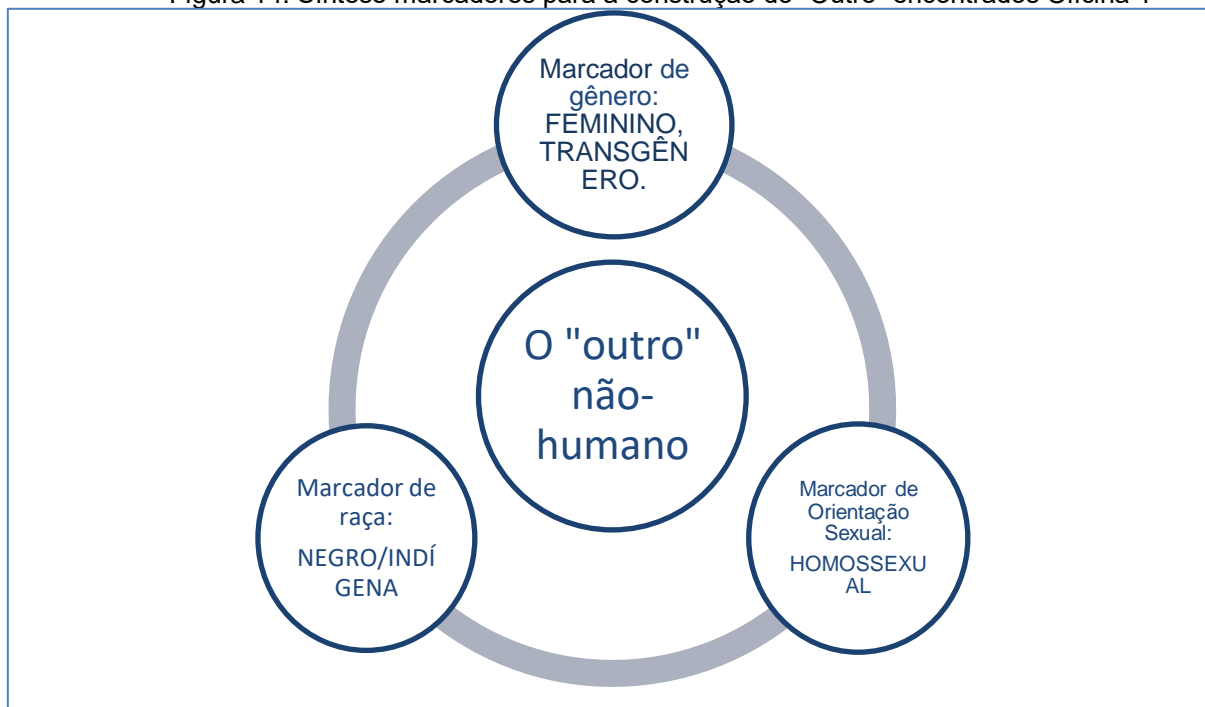 Marcador de
gênero:
FEMININO,
TRANSGÊN
ERO.
O "outro"
não-
humano
Marcador de
raça:
NEGRO/INDÍ
GENA
Marcador de
Orientação
Sexual:
HOMOSSEXU
AL